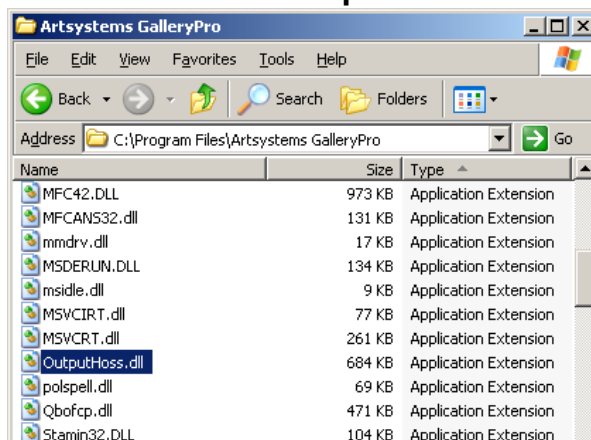 Artsystems GalleryPro
File Edit View Favorites Tools Help
Back Search Folders
Address C:\Program Files\Artsystems GalleryPro Go
Name Size Type
MFC42.DLL 973 KB Application Extension
MFCANS32.dll 131 KB Application Extension
mmdrv.dll 17 KB Application Extension
MSDERUN.DLL 134 KB Application Extension
msidle.dll 9 KB Application Extension
MSVCIRT.dll 77 KB Application Extension
MSVCRT.dll 261 KB Application Extension
OutputHoss.dll 684 KB Application Extension
polspell.dll 69 KB Application Extension
Qbofcp.dll 471 KB Application Extension
Stamin32.DLL 104 KB Application Extension